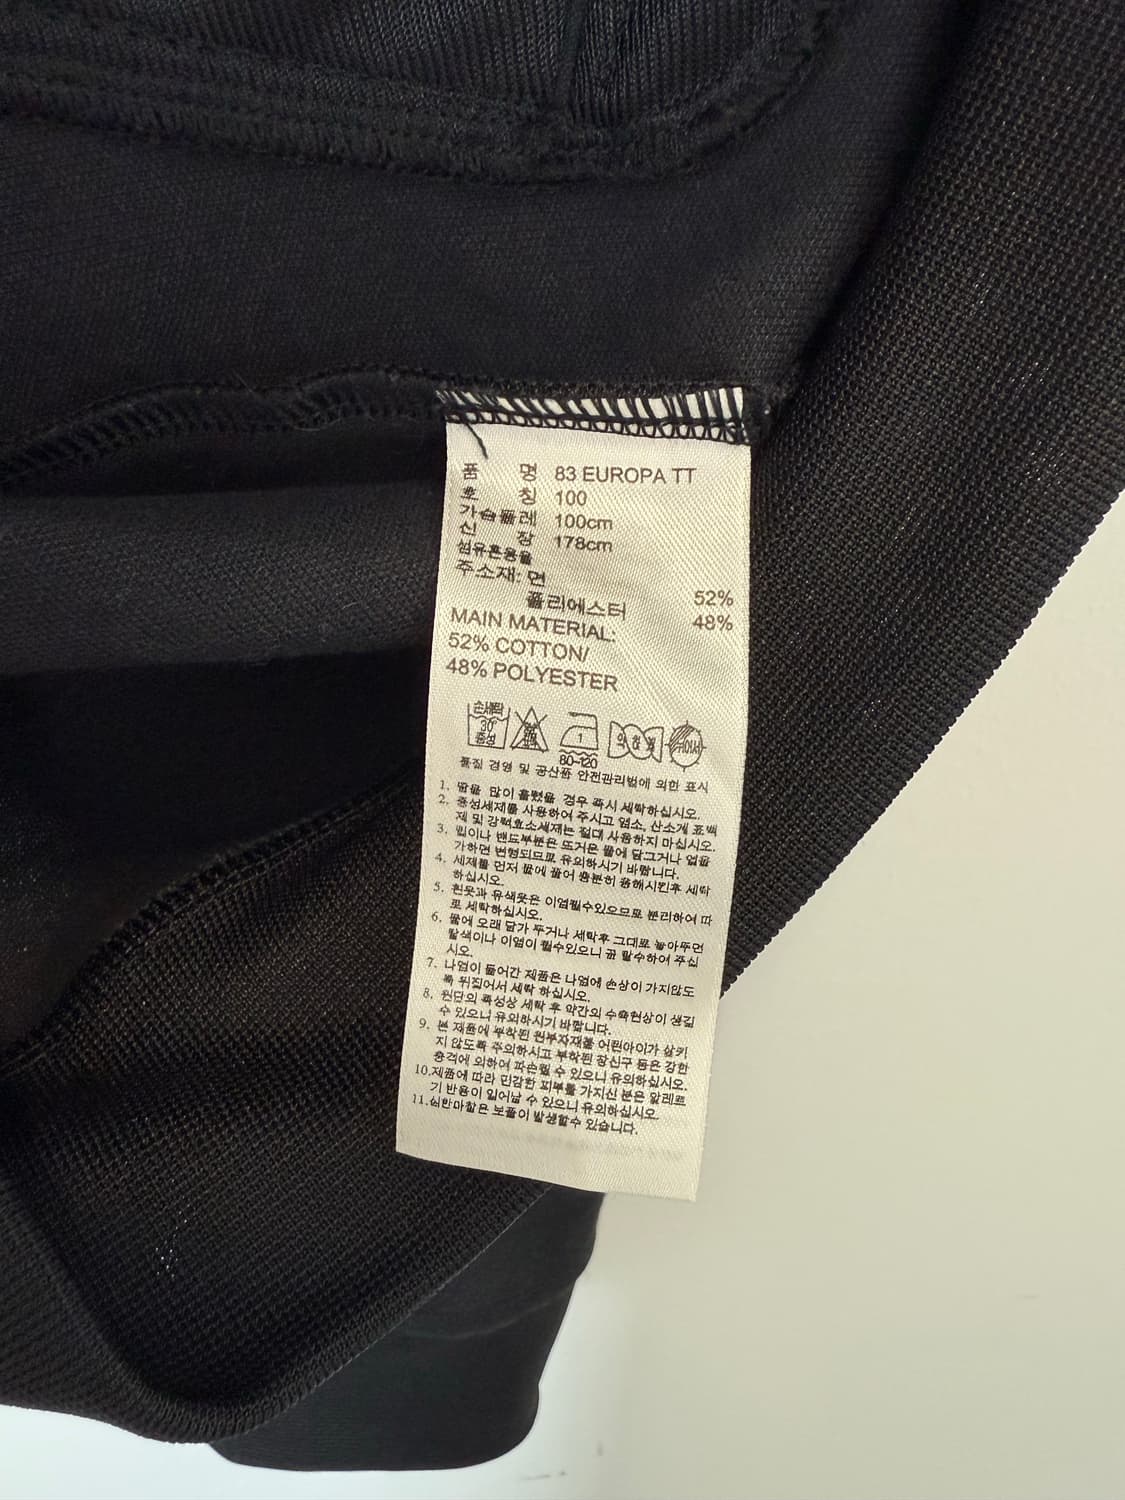 품 명 83 EUROPA TT
호 칭 100
가슴둘레 100cm
신 장 178cm
섬유혼용율
주소재: 면 52%
폴리에스터 48%
MAIN MATERIAL:
52% COTTON/
48% POLYESTER
손세탁
30°
중성
1
80~120
약하게
품질 경영 및 공산품 안전관리법에 의한 표시
1. 땀을 많이 흘렸을 경우 즉시 세탁하십시오.
2. 중성세제를 사용하여 주시고 염소, 산소계 표백
제 및 강력효소세제는 절대 사용하지 마십시오.
3. 립이나 밴드부분은 뜨거운 물에 담그거나 열을
가하면 변형되므로 유의하시기 바랍니다.
4. 세제를 먼저 물에 풀어 충분히 용해시킨후 세탁
하십시오.
5. 흰옷과 유색옷은 이염될수있으므로 분리하여 따
로 세탁하십시오.
6. 물에 오래 담가 두거나 세탁후 그대로 놓아두면
탈색이나 이염이 될수있으니 곧 탈수하여 주십
시오.
7. 나염이 들어간 제품은 나염에 손상이 가지않도
록 뒤집어서 세탁 하십시오.
8. 원단의 특성상 세탁 후 약간의 수축현상이 생길
수 있으니 유의하시기 바랍니다.
9. 본 제품에 부착된 원부자재를 어린아이가 삼키
지 않도록 주의하시고 부착된 장신구 등은 강한
충격에 의하여 파손될 수 있으니 유의하십시오.
10.제품에 따라 민감한 피부를 가지신 분은 알레르
기 반응이 일어날 수 있으니 유의하십시오.
11.심한마찰은 보풀이 발생할수 있습니다.